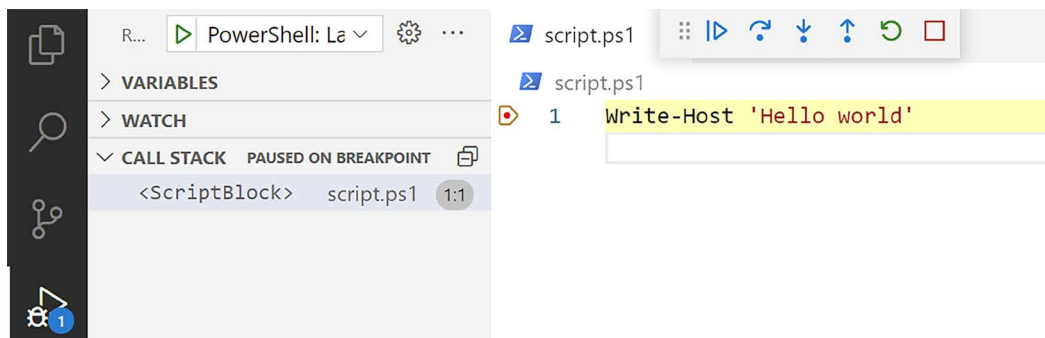 R... PowerShell: La ...
VARIABLES
WATCH
CALL STACK PAUSED ON BREAKPOINT
<ScriptBlock> script.ps1 1:1
1
script.ps1
script.ps1
1 Write-Host 'Hello world'